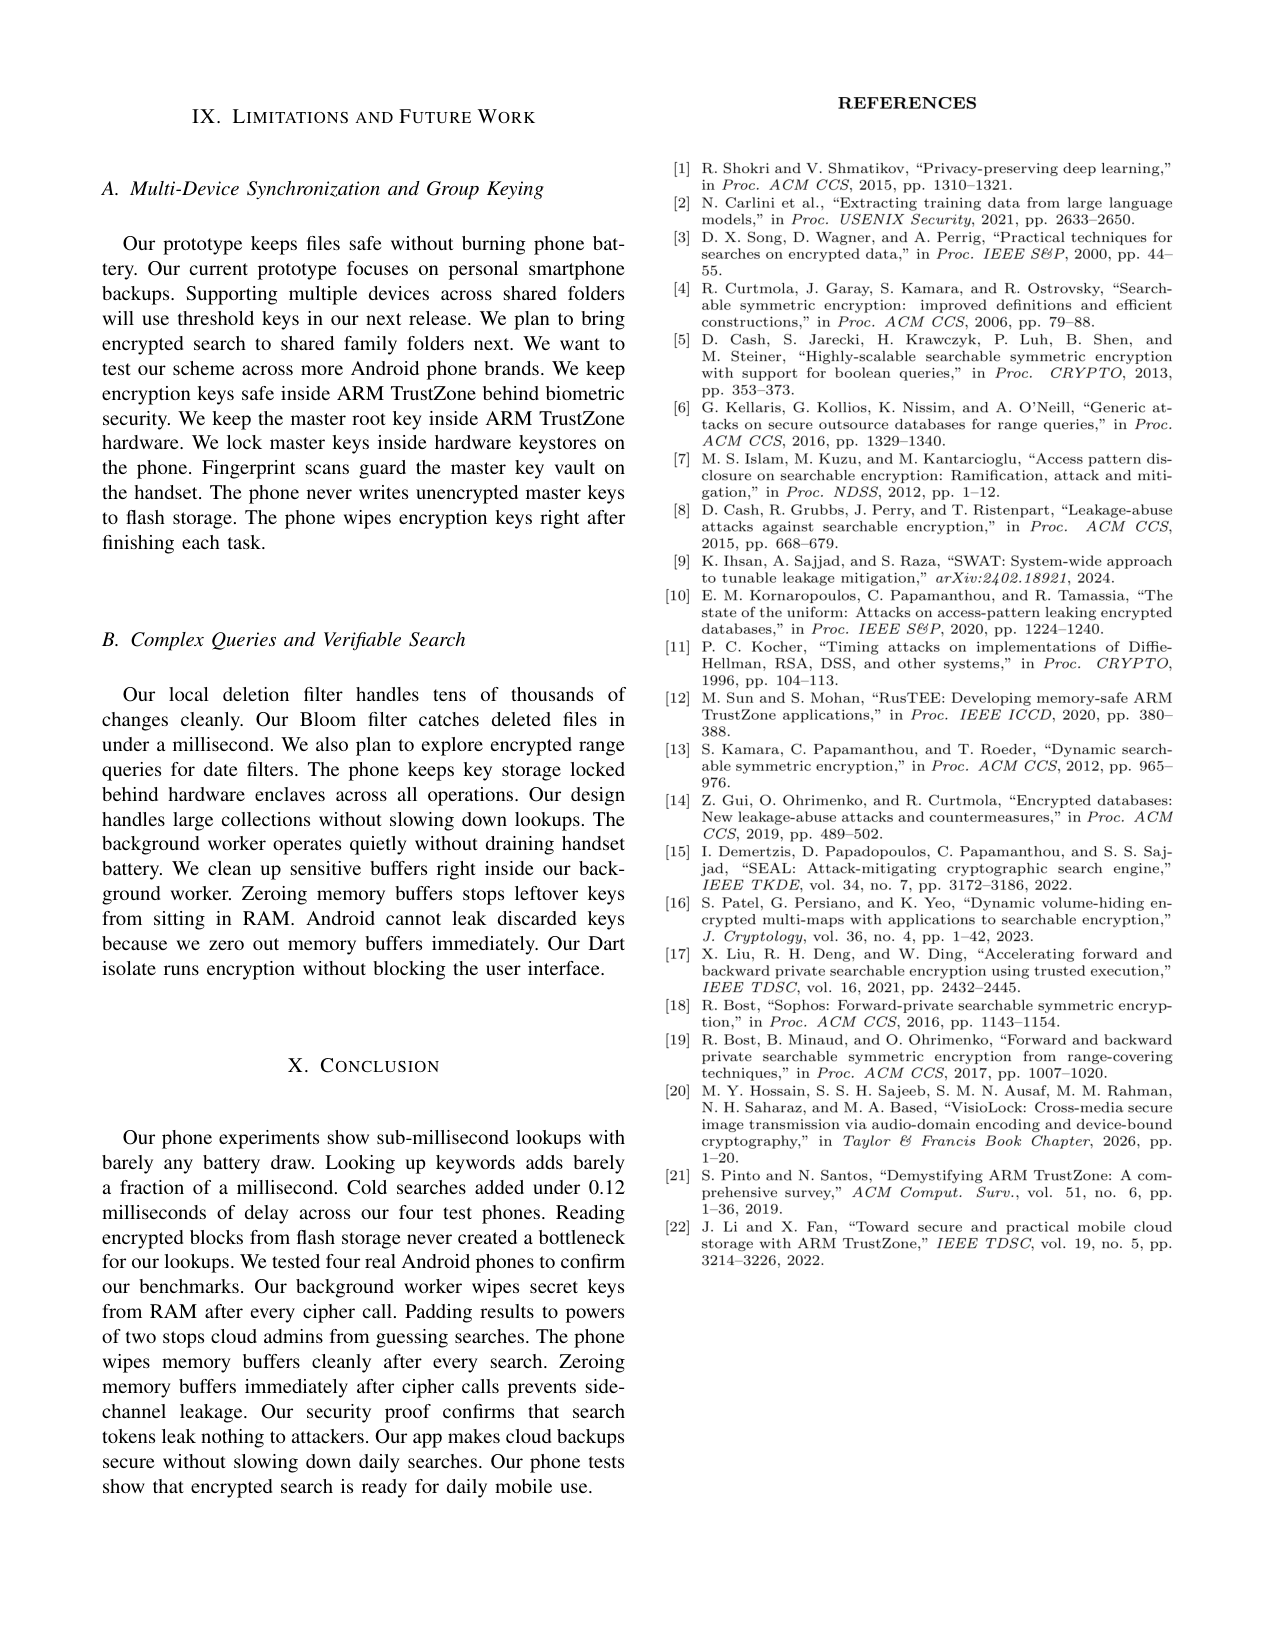 IX. LIMITATIONS AND FUTURE WORK
A. Multi-Device Synchronization and Group Keying
Our prototype keeps files safe without burning phone bat-
tery. Our current prototype focuses on personal smartphone
backups. Supporting multiple devices across shared folders
will use threshold keys in our next release. We plan to bring
encrypted search to shared family folders next. We want to
test our scheme across more Android phone brands. We keep
encryption keys safe inside ARM TrustZone behind biometric
security. We keep the master root key inside ARM TrustZone
hardware. We lock master keys inside hardware keystores on
the phone. Fingerprint scans guard the master key vault on
the handset. The phone never writes unencrypted master keys
to flash storage. The phone wipes encryption keys right after
finishing each task.
B. Complex Queries and Verifiable Search
Our local deletion filter handles tens of thousands of
changes cleanly. Our Bloom filter catches deleted files in
under a millisecond. We also plan to explore encrypted range
queries for date filters. The phone keeps key storage locked
behind hardware enclaves across all operations. Our design
handles large collections without slowing down lookups. The
background worker operates quietly without draining handset
battery. We clean up sensitive buffers right inside our back-
ground worker. Zeroing memory buffers stops leftover keys
from sitting in RAM. Android cannot leak discarded keys
because we zero out memory buffers immediately. Our Dart
isolate runs encryption without blocking the user interface.
X. CONCLUSION
Our phone experiments show sub-millisecond lookups with
barely any battery draw. Looking up keywords adds barely
a fraction of a millisecond. Cold searches added under 0.12
milliseconds of delay across our four test phones. Reading
encrypted blocks from flash storage never created a bottleneck
for our lookups. We tested four real Android phones to confirm
our benchmarks. Our background worker wipes secret keys
from RAM after every cipher call. Padding results to powers
of two stops cloud admins from guessing searches. The phone
wipes memory buffers cleanly after every search. Zeroing
memory buffers immediately after cipher calls prevents side-
channel leakage. Our security proof confirms that search
tokens leak nothing to attackers. Our app makes cloud backups
secure without slowing down daily searches. Our phone tests
show that encrypted search is ready for daily mobile use.
REFERENCES
[1] R. Shokri and V. Shmatikov, “Privacy-preserving deep learning,”
in Proc. ACM CCS, 2015, pp. 1310–1321.
[2] N. Carlini et al., “Extracting training data from large language
models,” in Proc. USENIX Security, 2021, pp. 2633–2650.
[3] D. X. Song, D. Wagner, and A. Perrig, “Practical techniques for
searches on encrypted data,” in Proc. IEEE S&P, 2000, pp. 44–
55.
[4] R. Curtmola, J. Garay, S. Kamara, and R. Ostrovsky, “Search-
able symmetric encryption: improved definitions and efficient
constructions,” in Proc. ACM CCS, 2006, pp. 79–88.
[5] D. Cash, S. Jarecki, H. Krawczyk, P. Luh, B. Shen, and
M. Steiner, “Highly-scalable searchable symmetric encryption
with support for boolean queries,” in Proc. CRYPTO, 2013,
pp. 353–373.
[6] G. Kellaris, G. Kollios, K. Nissim, and A. O’Neill, “Generic at-
tacks on secure outsource databases for range queries,” in Proc.
ACM CCS, 2016, pp. 1329–1340.
[7] M. S. Islam, M. Kuzu, and M. Kantarcioglu, “Access pattern dis-
closure on searchable encryption: Ramification, attack and miti-
gation,” in Proc. NDSS, 2012, pp. 1–12.
[8] D. Cash, R. Grubbs, J. Perry, and T. Ristenpart, “Leakage-abuse
attacks against searchable encryption,” in Proc. ACM CCS,
2015, pp. 668–679.
[9] K. Ihsan, A. Sajjad, and S. Raza, “SWAT: System-wide approach
to tunable leakage mitigation,” arXiv:2402.18921, 2024.
[10] E. M. Kornaropoulos, C. Papamanthou, and R. Tamassia, “The
state of the uniform: Attacks on access-pattern leaking encrypted
databases,” in Proc. IEEE S&P, 2020, pp. 1224–1240.
[11] P. C. Kocher, “Timing attacks on implementations of Diffie-
Hellman, RSA, DSS, and other systems,” in Proc. CRYPTO,
1996, pp. 104–113.
[12] M. Sun and S. Mohan, “RusTEE: Developing memory-safe ARM
TrustZone applications,” in Proc. IEEE ICCD, 2020, pp. 380–
388.
[13] S. Kamara, C. Papamanthou, and T. Roeder, “Dynamic search-
able symmetric encryption,” in Proc. ACM CCS, 2012, pp. 965–
976.
[14] Z. Gui, O. Ohrimenko, and R. Curtmola, “Encrypted databases:
New leakage-abuse attacks and countermeasures,” in Proc. ACM
CCS, 2019, pp. 489–502.
[15] I. Demertzis, D. Papadopoulos, C. Papamanthou, and S. S. Saj-
jad, “SEAL: Attack-mitigating cryptographic search engine,”
IEEE TKDE, vol. 34, no. 7, pp. 3172–3186, 2022.
[16] S. Patel, G. Persiano, and K. Yeo, “Dynamic volume-hiding en-
crypted multi-maps with applications to searchable encryption,”
J. Cryptology, vol. 36, no. 4, pp. 1–42, 2023.
[17] X. Liu, R. H. Deng, and W. Ding, “Accelerating forward and
backward private searchable encryption using trusted execution,”
IEEE TDSC, vol. 16, 2021, pp. 2432–2445.
[18] R. Bost, “Sophos: Forward-private searchable symmetric encryp-
tion,” in Proc. ACM CCS, 2016, pp. 1143–1154.
[19] R. Bost, B. Minaud, and O. Ohrimenko, “Forward and backward
private searchable symmetric encryption from range-covering
techniques,” in Proc. ACM CCS, 2017, pp. 1007–1020.
[20] M. Y. Hossain, S. S. H. Sajeeb, S. M. N. Ausaf, M. M. Rahman,
N. H. Saharaz, and M. A. Based, “VisioLock: Cross-media secure
image transmission via audio-domain encoding and device-bound
cryptography,” in Taylor & Francis Book Chapter, 2026, pp.
1–20.
[21] S. Pinto and N. Santos, “Demystifying ARM TrustZone: A com-
prehensive survey,” ACM Comput. Surv., vol. 51, no. 6, pp.
1–36, 2019.
[22] J. Li and X. Fan, “Toward secure and practical mobile cloud
storage with ARM TrustZone,” IEEE TDSC, vol. 19, no. 5, pp.
3214–3226, 2022.